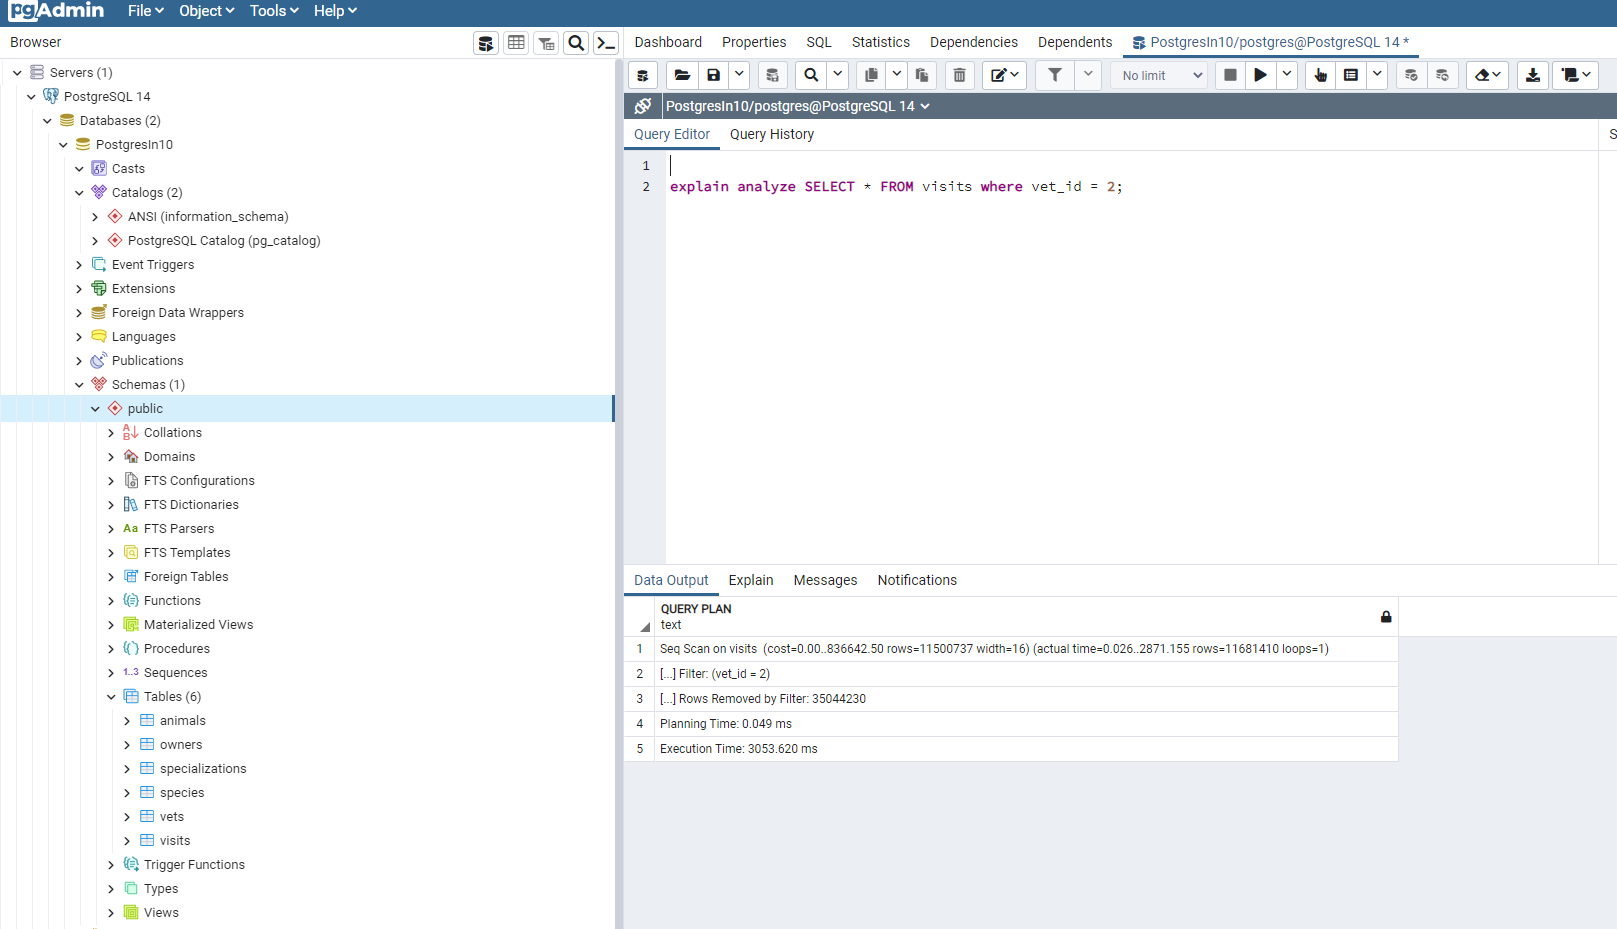 pgAdmin File Object Tools Help
Browser
Dashboard Properties SQL Statistics Dependencies Dependents PostgresIn10/postgres@PostgreSQL 14 *
No limit
PostgresIn10/postgres@PostgreSQL 14
Query Editor Query History S
1
2 explain analyze SELECT * FROM visits where vet_id = 2;
Servers (1)
PostgreSQL 14
Databases (2)
PostgresIn10
Casts
Catalogs (2)
ANSI (information_schema)
PostgreSQL Catalog (pg_catalog)
Event Triggers
Extensions
Foreign Data Wrappers
Languages
Publications
Schemas (1)
public
Collations
Domains
FTS Configurations
FTS Dictionaries
Aa FTS Parsers
FTS Templates
Foreign Tables
Functions
Materialized Views
Procedures
1..3 Sequences
Tables (6)
animals
owners
specializations
species
vets
visits
Trigger Functions
Types
Views
Data Output Explain Messages Notifications
QUERY PLAN
text
1 Seq Scan on visits (cost=0.00..836642.50 rows=11500737 width=16) (actual time=0.026..2871.155 rows=11681410 loops=1)
2 [...] Filter: (vet_id = 2)
3 [...] Rows Removed by Filter: 35044230
4 Planning Time: 0.049 ms
5 Execution Time: 3053.620 ms